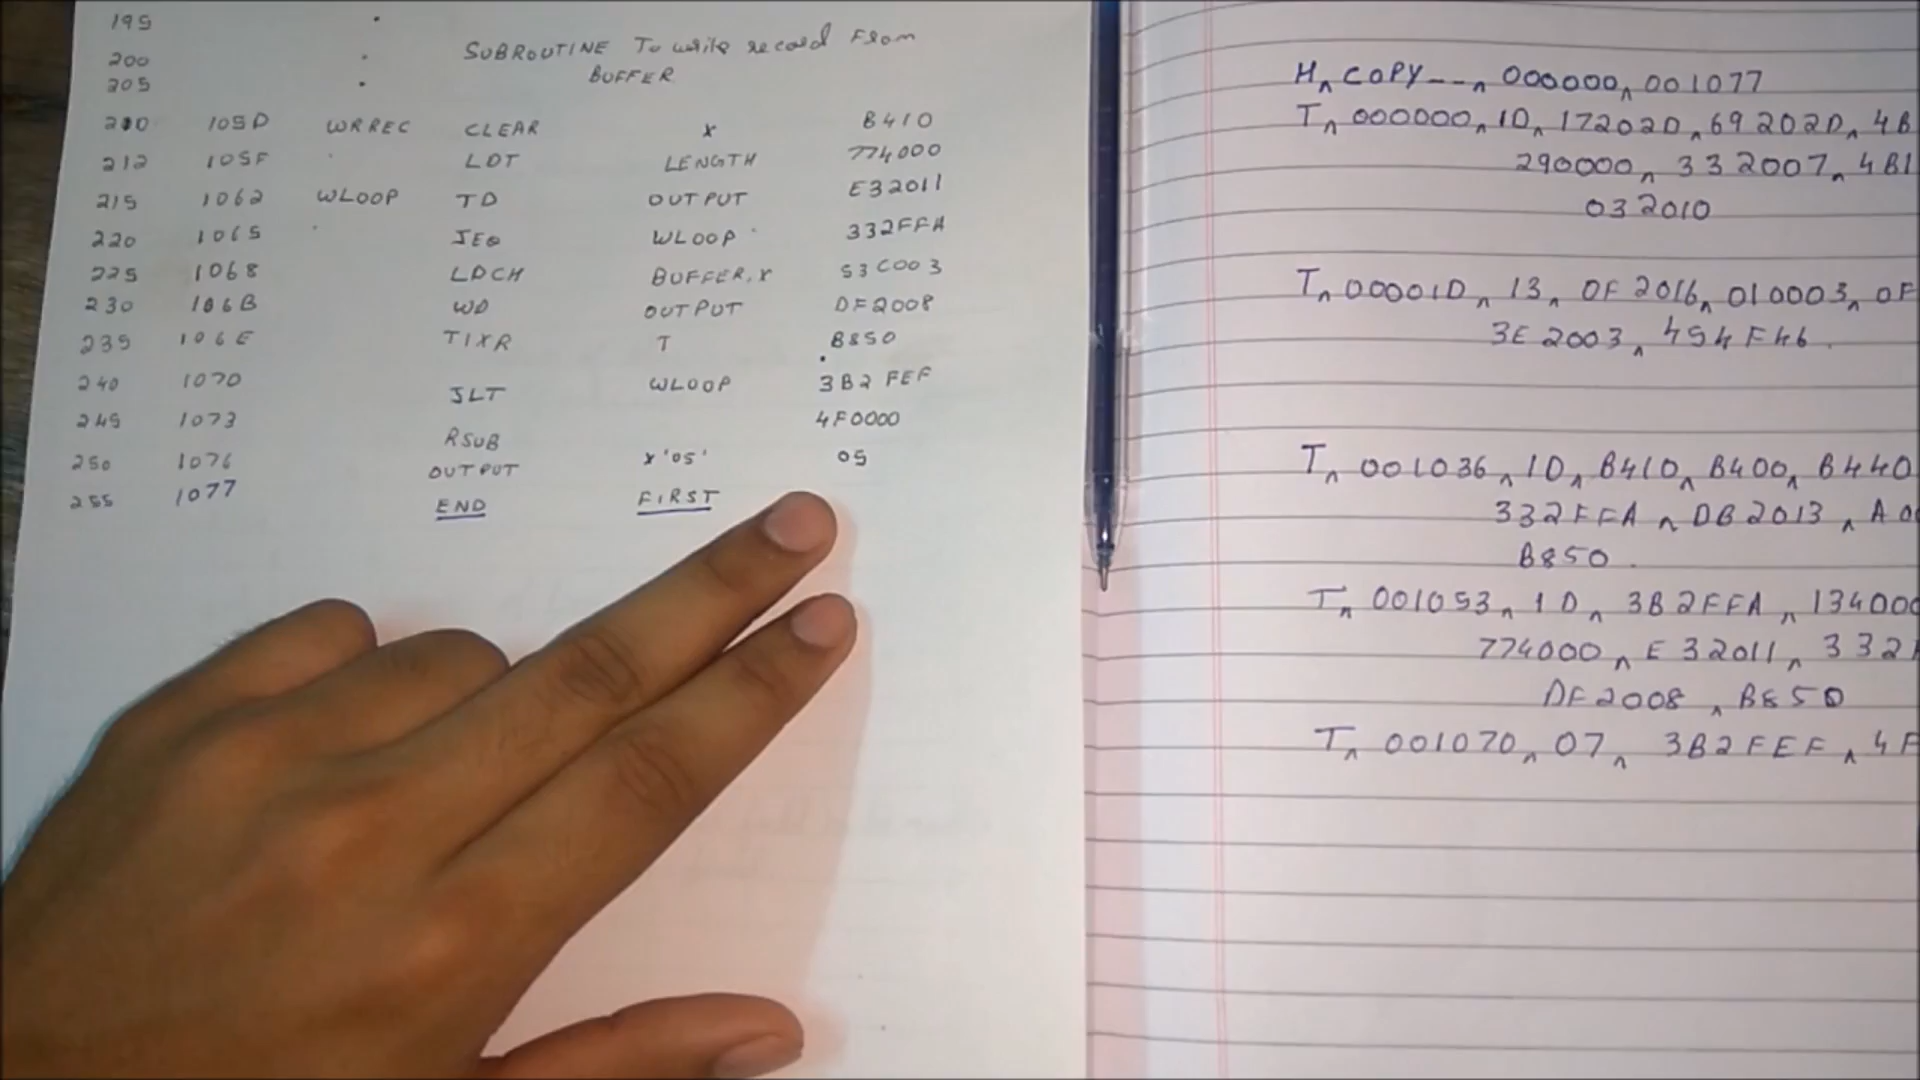 195 .
200 . SUBROUTINE To write record From
205 . BUFFER
210 105D WRREC CLEAR X B410
212 105F LDT LENGTH 774000
215 1062 WLOOP TD OUTPUT E32011
220 1065 JEQ WLOOP 332FFA
225 1068 LDCH BUFFER,X 53C003
230 106B WD OUTPUT DF2008
235 106E TIXR T B850
240 1070 JLT WLOOP 3B2FEF
245 1073 RSUB 4F0000
250 1076 OUTPUT X'05' 05
255 1077 END FIRST
H^COPY--^000000^001077
T^000000^1D^17202D^69202D^4B
290000^332007^4B1
032010
T^00001D^13^0F2016^010003^0F
3E2003^454F46.
T^001036^1D^B410^B400^B440
332FFA^DB2013^A0
B850.
T^001053^1D^3B2FFA^134000
774000^E32011^332
DF2008^B850
T^001070^07^3B2FEF^4F